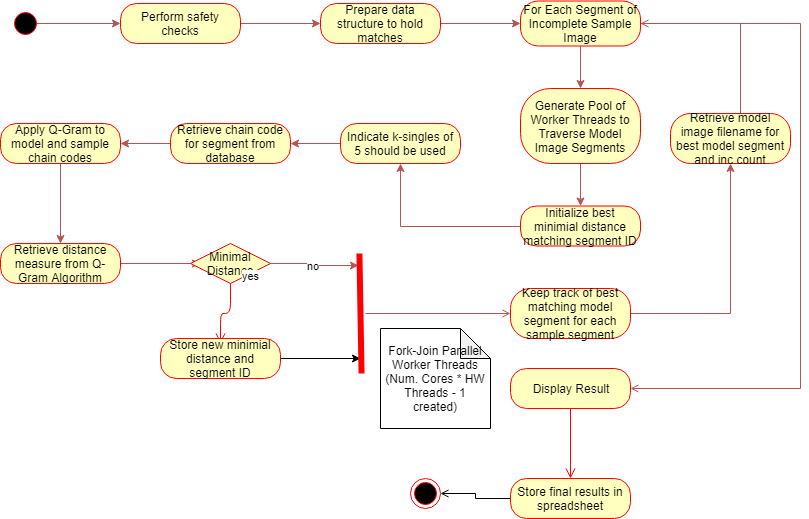 Perform safety
checks
Prepare data
structure to hold
matches
For Each Segment of
Incomplete Sample
Image
Apply Q-Gram to
model and sample
chain codes
Retrieve chain code
for segment from
database
Indicate k-singles of
5 should be used
Generate Pool of
Worker Threads to
Traverse Model
Image Segments
Retrieve model
image filename for
best model segment
and inc count
Initialize best
minimial distance
matching segment ID
Retrieve distance
measure from Q-
Gram Algorithm
Minimal
Distance
yes
no
Store new minimial
distance and
segment ID
Keep track of best
matching model
segment for each
sample segment
Fork-Join Parallel
Worker Threads
(Num. Cores * HW
Threads - 1
created)
Display Result
Store final results in
spreadsheet